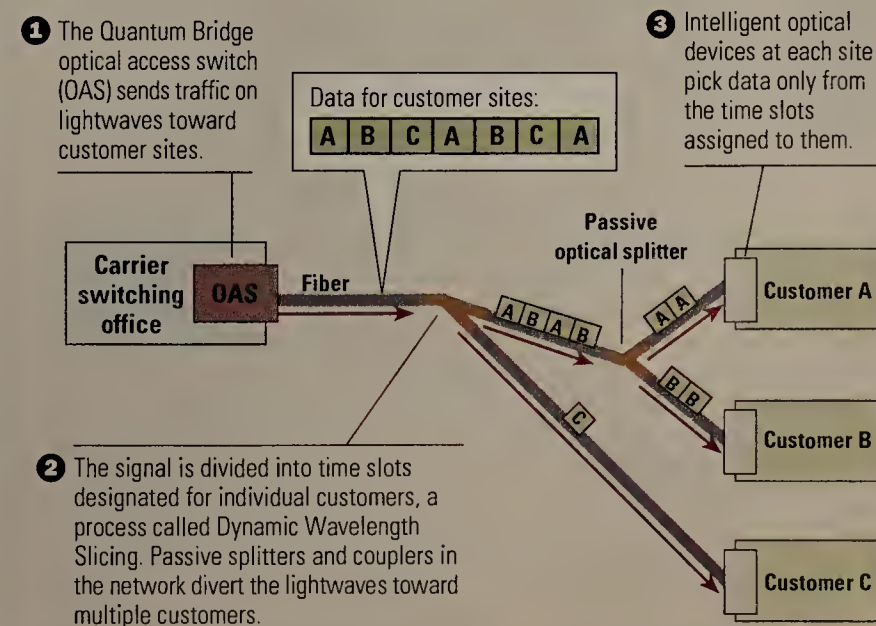 1 The Quantum Bridge
optical access switch
(OAS) sends traffic on
lightwaves toward
customer sites.
Data for customer sites:
A B C A B C A
3 Intelligent optical
devices at each site
pick data only from
the time slots
assigned to them.
Carrier
switching
office
OAS
Fiber
Passive
optical splitter
A B A B
A A
B B
C
Customer A
Customer B
Customer C
2 The signal is divided into time slots
designated for individual customers, a
process called Dynamic Wavelength
Slicing. Passive splitters and couplers in
the network divert the lightwaves toward
multiple customers.